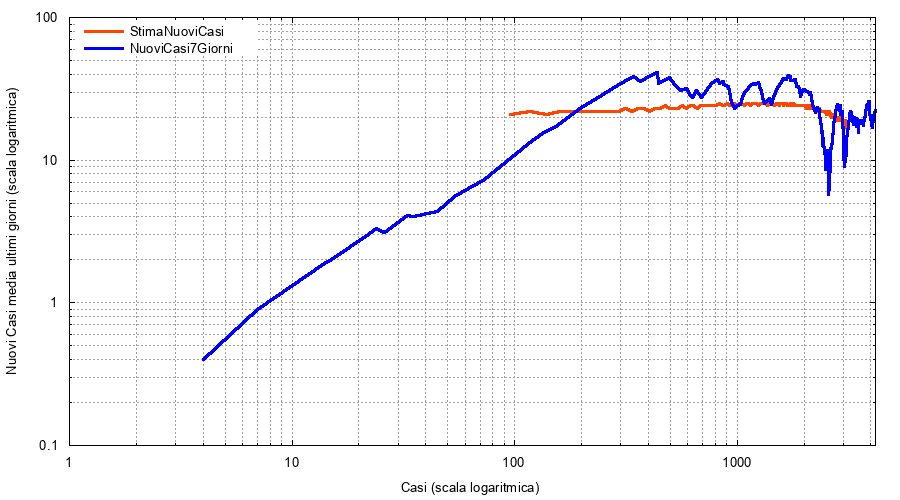 StimaNuoviCasi
NuoviCasi7Giorni
Nuovi Casi media ultimi giorni (scala logaritmica)
100
10
1
0.1
1 10 100 1000
Casi (scala logaritmica)